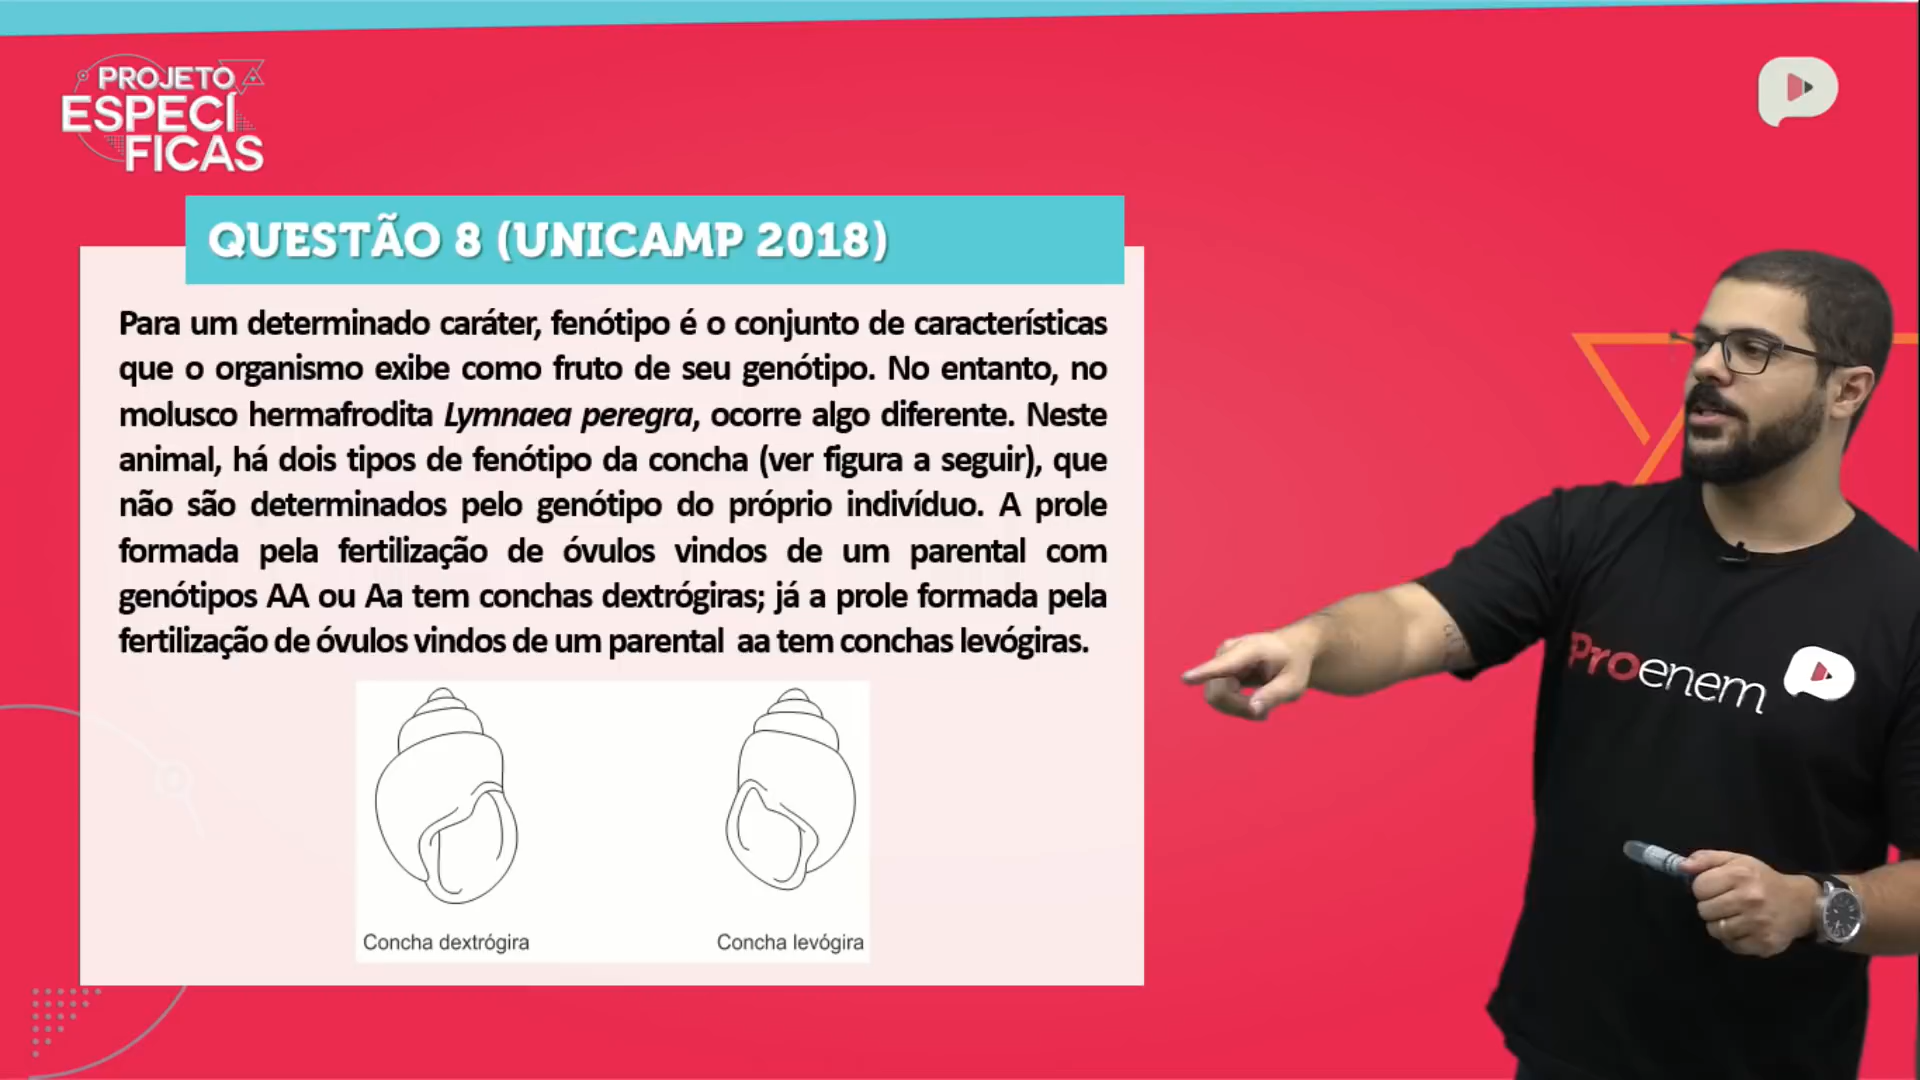 PROJETO
ESPECÍ
FICAS
QUESTÃO 8 (UNICAMP 2018)
Para um determinado caráter, fenótipo é o conjunto de características
que o organismo exibe como fruto de seu genótipo. No entanto, no
molusco hermafrodita Lymnaea peregra, ocorre algo diferente. Neste
animal, há dois tipos de fenótipo da concha (ver figura a seguir), que
não são determinados pelo genótipo do próprio indivíduo. A prole
formada pela fertilização de óvulos vindos de um parental com
genótipos AA ou Aa tem conchas dextrógiras; já a prole formada pela
fertilização de óvulos vindos de um parental aa tem conchas levógiras.
Concha dextrógira
Concha levógira
Proenem